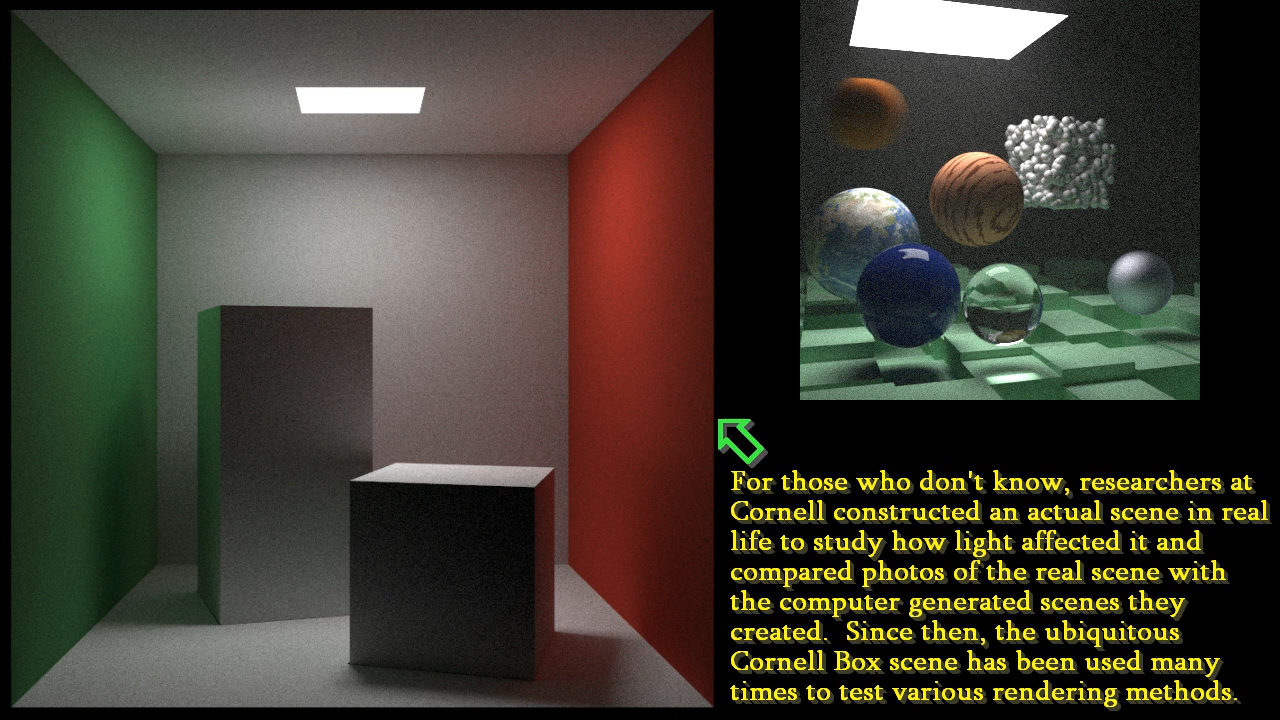 For those who don't know, researchers at
Cornell constructed an actual scene in real
life to study how light affected it and
compared photos of the real scene with
the computer generated scenes they
created.  Since then, the ubiquitous
Cornell Box scene has been used many
times to test various rendering methods.